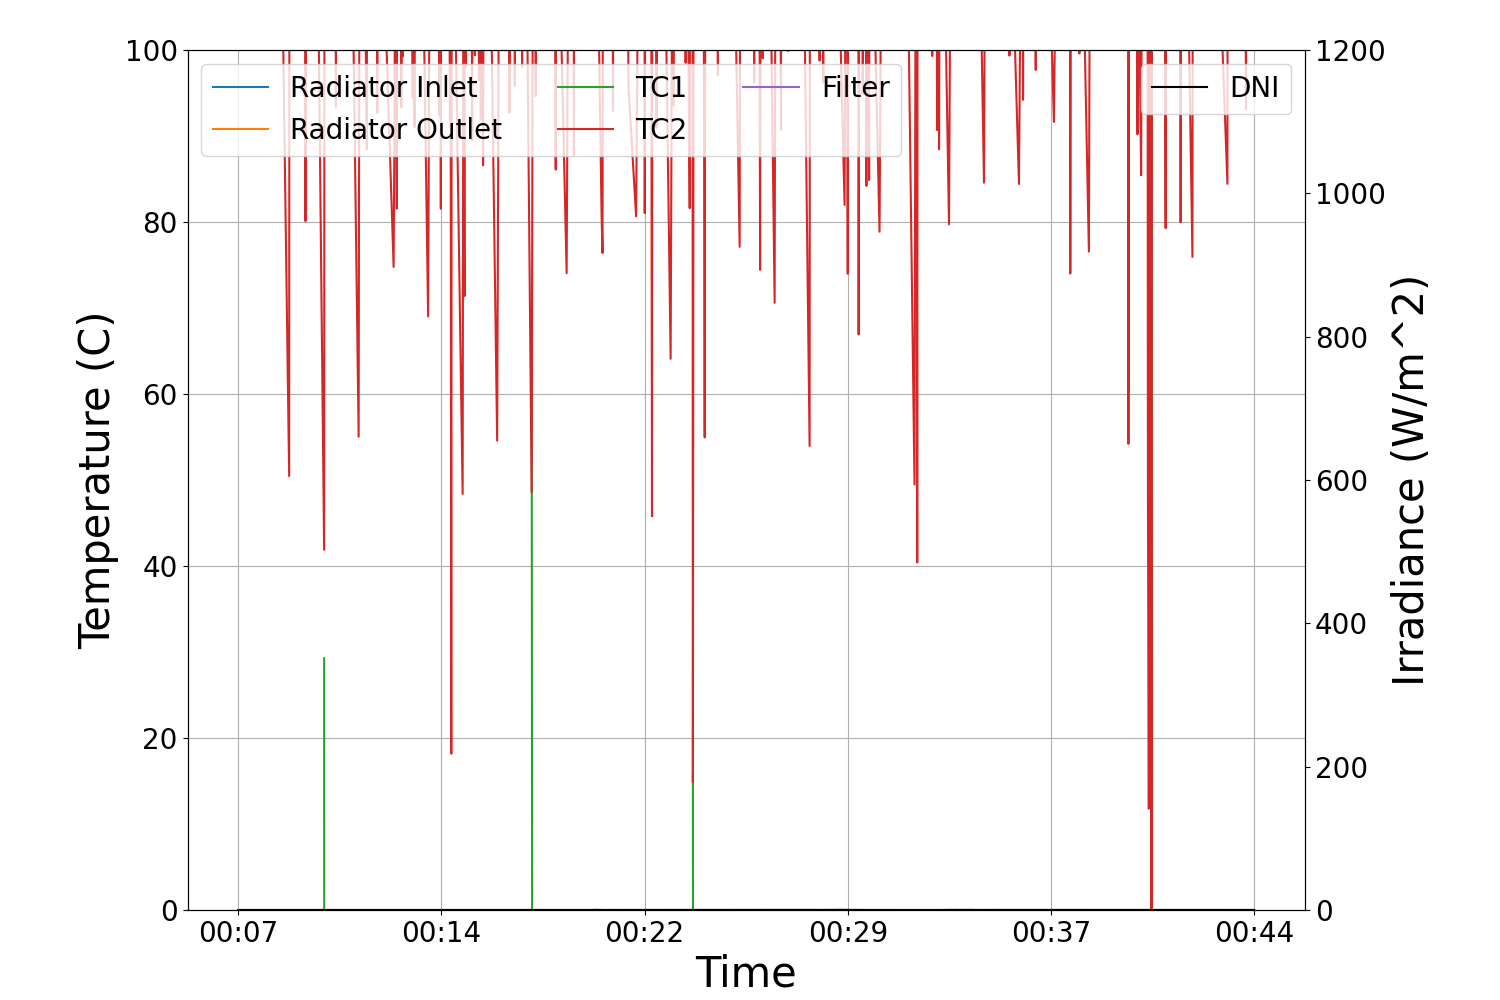 100
80
60
40
20
0
Temperature (C)
Radiator Inlet
Radiator Outlet
TC1
TC2
Filter
DNI
1200
1000
800
600
400
200
0
Irradiance (W/m^2)
00:07 00:14 00:22 00:29 00:37 00:44
Time